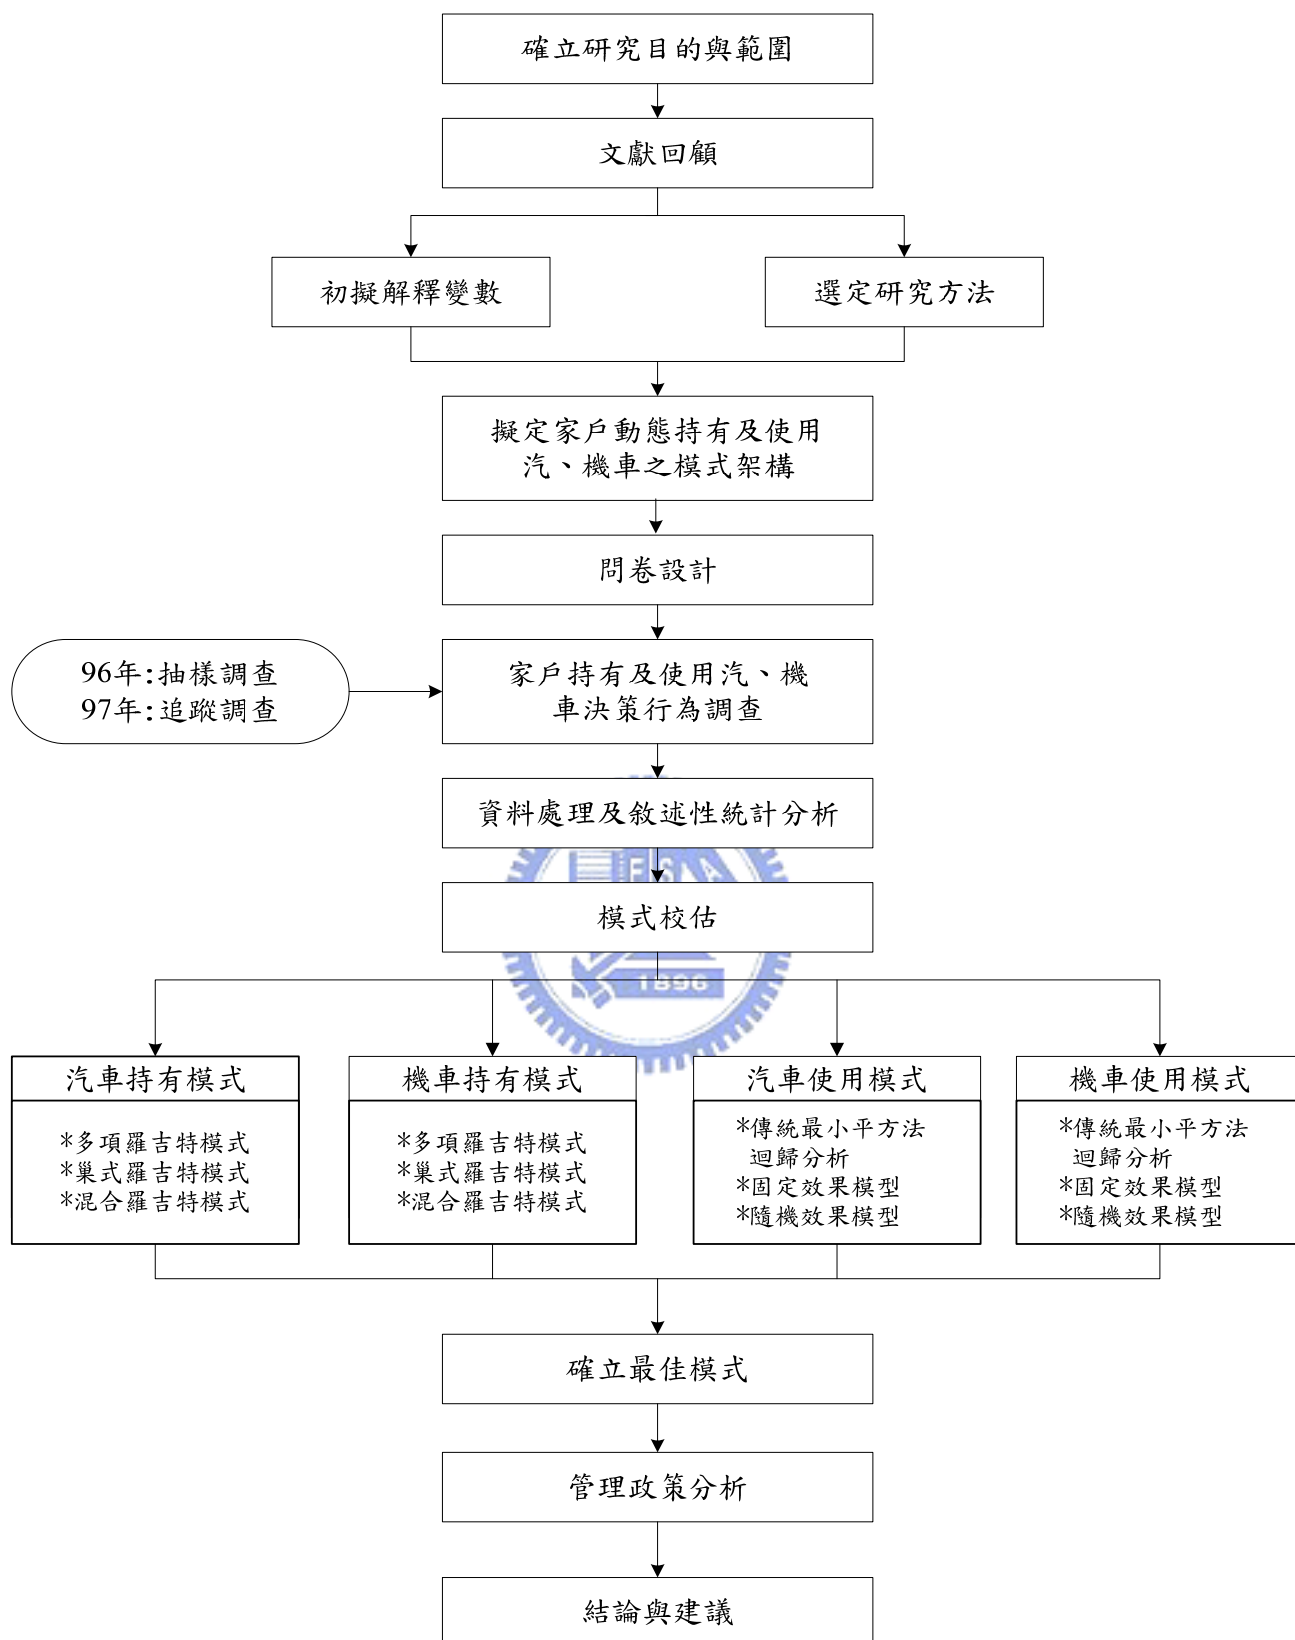 確立研究目的與範圍
文獻回顧
初擬解釋變數
選定研究方法
擬定家戶動態持有及使用
汽、機車之模式架構
問卷設計
96年:抽樣調查
97年:追蹤調查
家戶持有及使用汽、機
車決策行為調查
資料處理及敘述性統計分析
ESA
模式校估
1896
汽車持有模式
*多項羅吉特模式
*巢式羅吉特模式
*混合羅吉特模式
機車持有模式
*多項羅吉特模式
*巢式羅吉特模式
*混合羅吉特模式
汽車使用模式
*傳統最小平方法
迴歸分析
*固定效果模型
*隨機效果模型
機車使用模式
*傳統最小平方法
迴歸分析
*固定效果模型
*隨機效果模型
確立最佳模式
管理政策分析
結論與建議